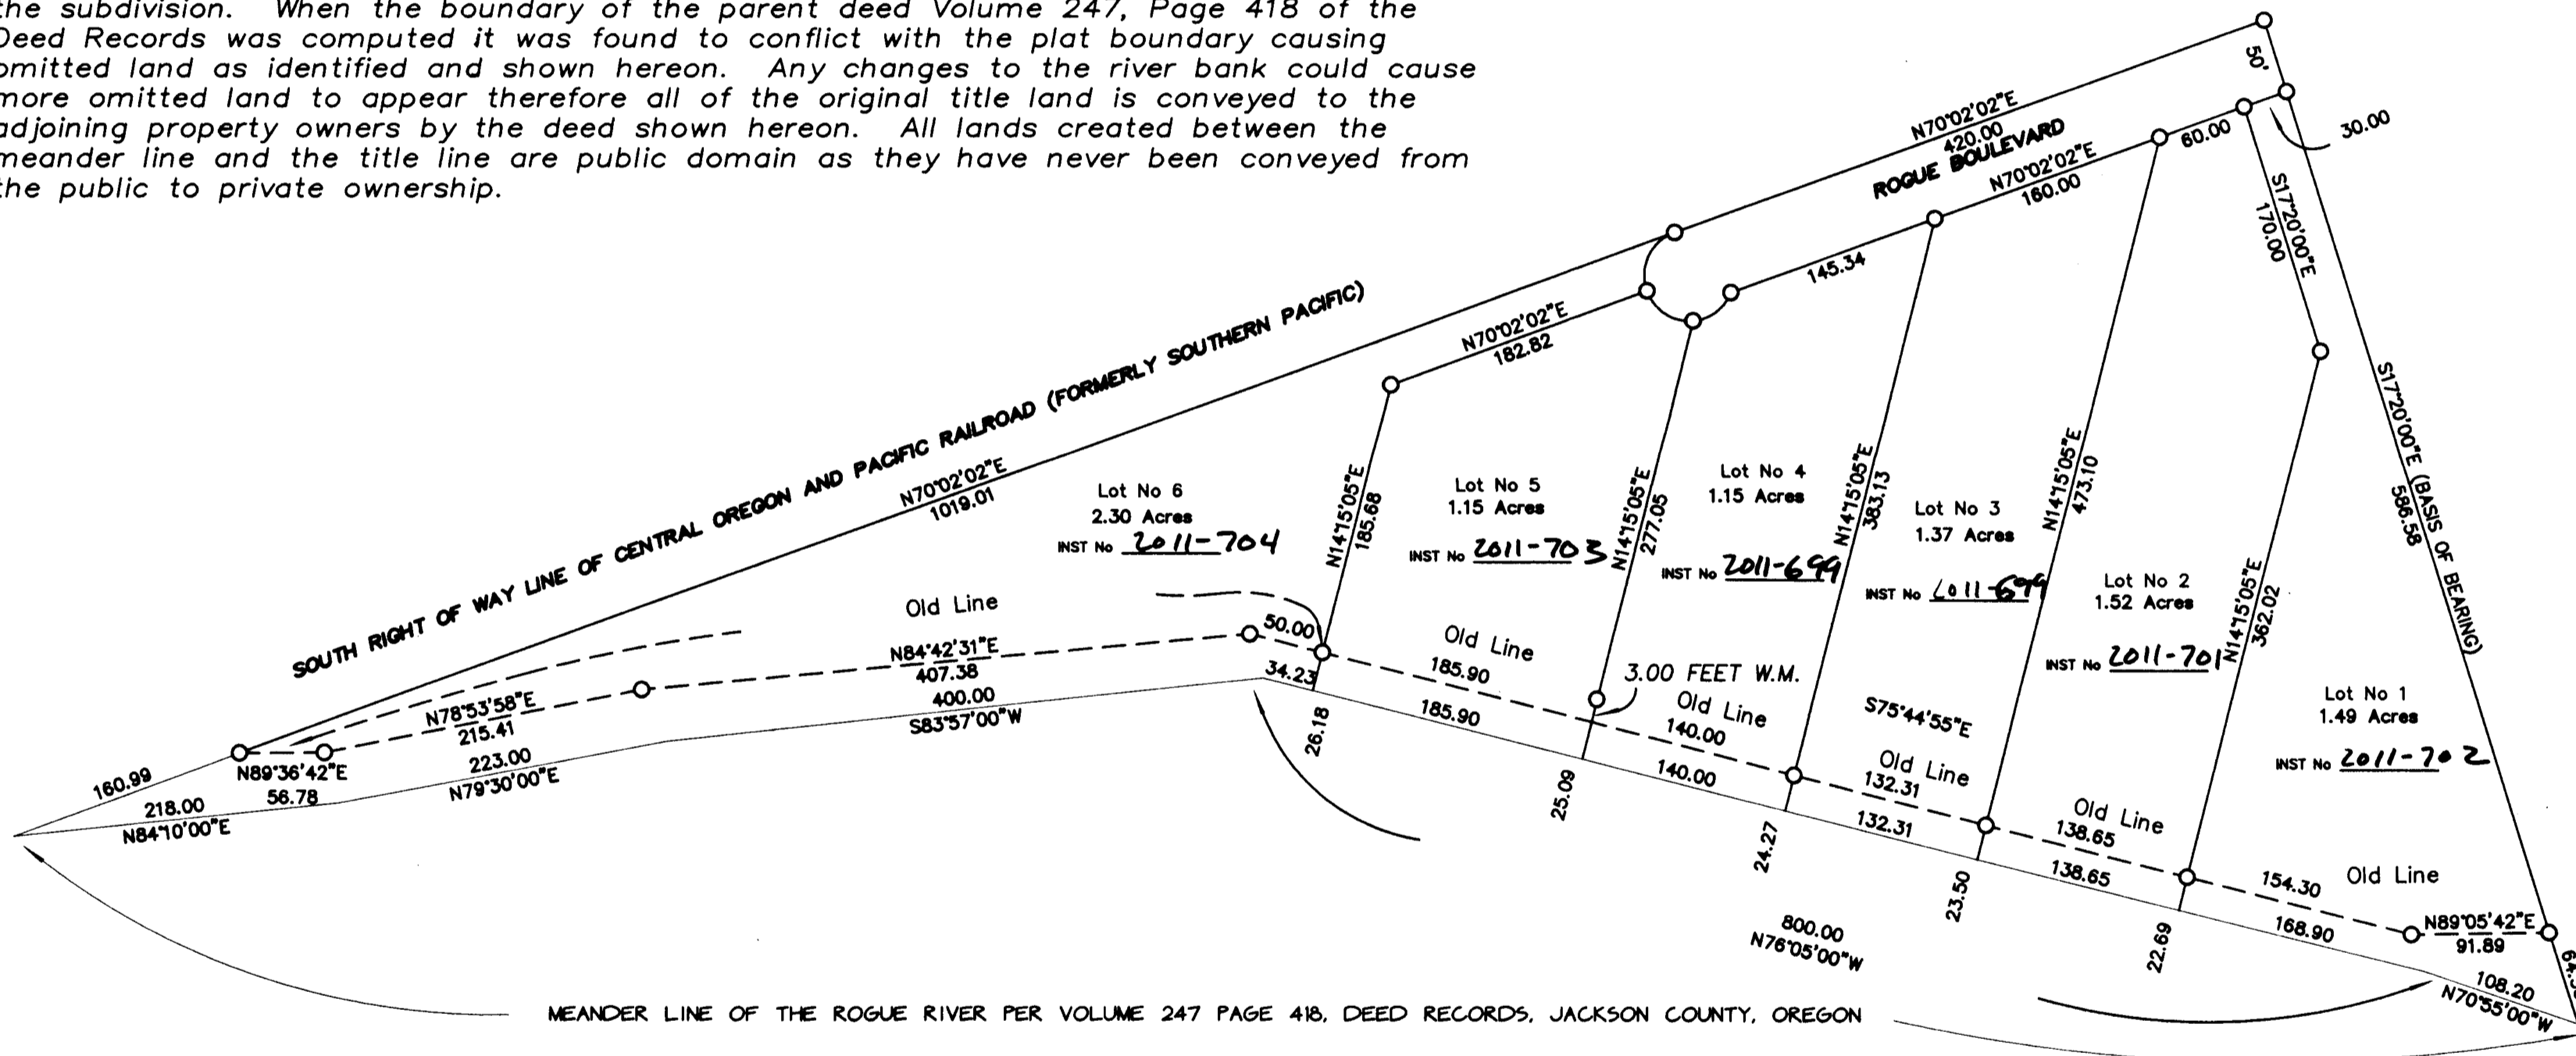 the subdivision. When the boundary of the parent deed Volume 247, Page 418 of the
Deed Records was computed it was found to conflict with the plat boundary causing
omitted land as identified and shown hereon. Any changes to the river bank could cause
more omitted land to appear therefore all of the original title land is conveyed to the
adjoining property owners by the deed shown hereon. All lands created between the
meander line and the title line are public domain as they have never been conveyed from
the public to private ownership.
50'
N70°02'02"E
420.00
ROGUE BOULEVARD
30.00
60.00
N70°02'02"E
160.00
145.34
S17°20'00"E
170.00
S17°20'00"E (BASIS OF BEARING)
586.58
N70°02'02"E
182.82
SOUTH RIGHT OF WAY LINE OF CENTRAL OREGON AND PACIFIC RAILROAD (FORMERLY SOUTHERN PACIFIC)
N70°02'02"E
1019.01
Lot No 6
2.30 Acres
INST No 2011-704
N14°15'05"E
185.68
Lot No 5
1.15 Acres
INST No 2011-703
N14°15'05"E
277.05
Lot No 4
1.15 Acres
INST No 2011-699
N14°15'05"E
383.13
Lot No 3
1.37 Acres
INST No 2011-699
N14°15'05"E
473.10
Lot No 2
1.52 Acres
INST No 2011-701
N14°15'05"E
362.02
Lot No 1
1.49 Acres
INST No 2011-702
Old Line
N84°42'31"E
407.38
400.00
S83°57'00"W
50.00
34.23
26.18
Old Line
185.90
185.90
3.00 FEET W.M.
25.09
Old Line
140.00
140.00
24.27
S75°44'55"E
Old Line
132.31
132.31
23.50
Old Line
138.65
138.65
22.69
154.30
Old Line
168.90
N89°05'42"E
91.89
108.20
N70°55'00"W
800.00
N76°05'00"W
N78°53'58"E
215.41
223.00
N79°30'00"E
N89°36'42"E
56.78
160.99
218.00
N84°10'00"E
MEANDER LINE OF THE ROGUE RIVER PER VOLUME 247 PAGE 418, DEED RECORDS, JACKSON COUNTY, OREGON